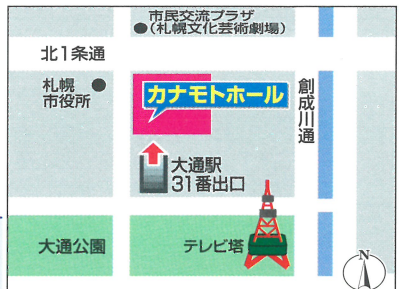 市民交流プラザ
(札幌文化芸術劇場)
北1条通
札幌
市役所
カナモトホール
創成川通
大通駅
31番出口
大通公園
テレビ塔
N